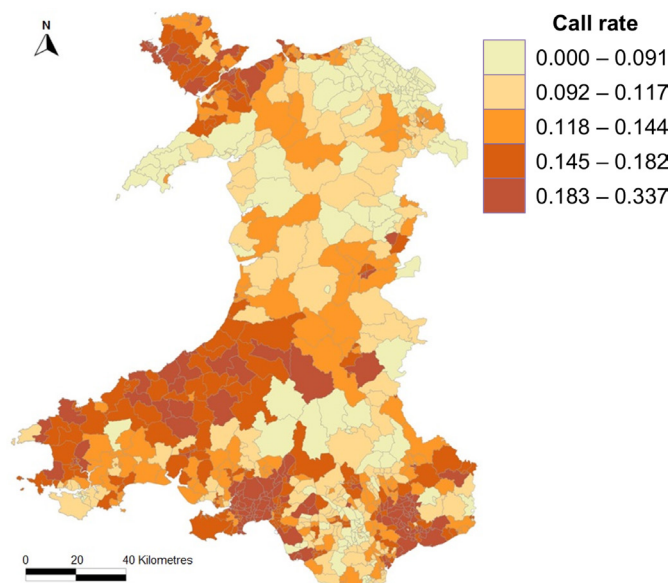 N
Call rate
0.000 – 0.091
0.092 – 0.117
0.118 – 0.144
0.145 – 0.182
0.183 – 0.337
0 20 40 Kilometres